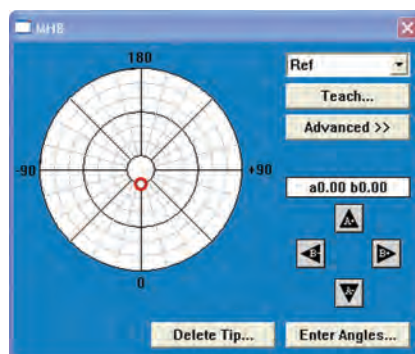 MH8
180
-90
+90
0
Ref
Teach...
Advanced >>
a0.00 b0.00
A+
B-
B+
A-
Delete Tip...
Enter Angles...